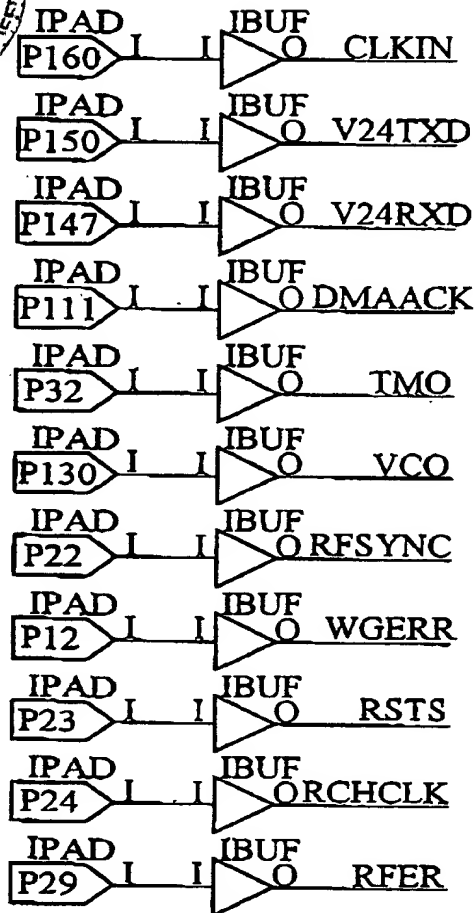 IPAD IBUF
P160 I I O CLKIN
IPAD IBUF
P150 I I O V24TXD
IPAD IBUF
P147 I I O V24RXD
IPAD IBUF
P111 I I O DMAACK
IPAD IBUF
P32 I I O TMO
IPAD IBUF
P130 I I O VCO
IPAD IBUF
P22 I I O RFSYNC
IPAD IBUF
P12 I I O WGERR
IPAD IBUF
P23 I I O RSTS
IPAD IBUF
P24 I I O RCHCLK
IPAD IBUF
P29 I I O RFER